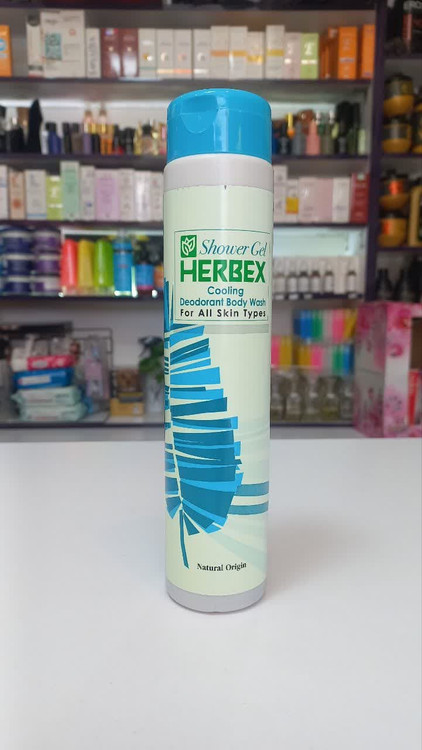 Shower Gel
HERBEX
Cooling
Deodorant Body Wash
For All Skin Types
Natural Origin